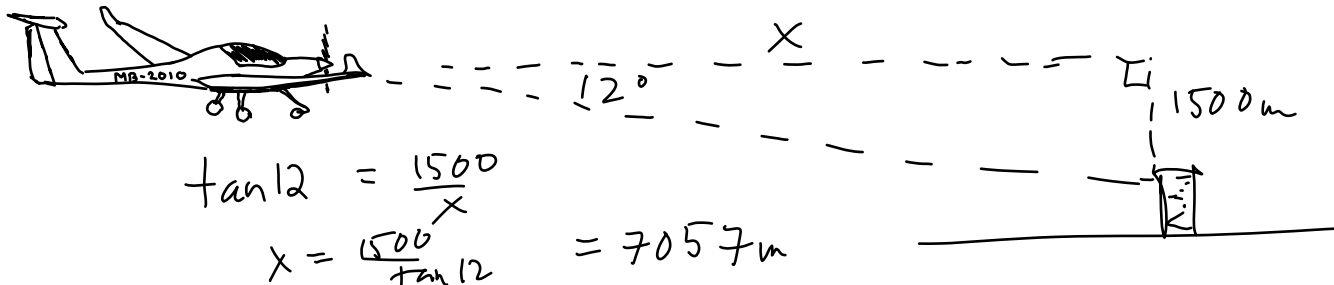 x
MB-2010
12°
1500m
tan12 = 1500/x
x = 1500/tan12 = 7057m